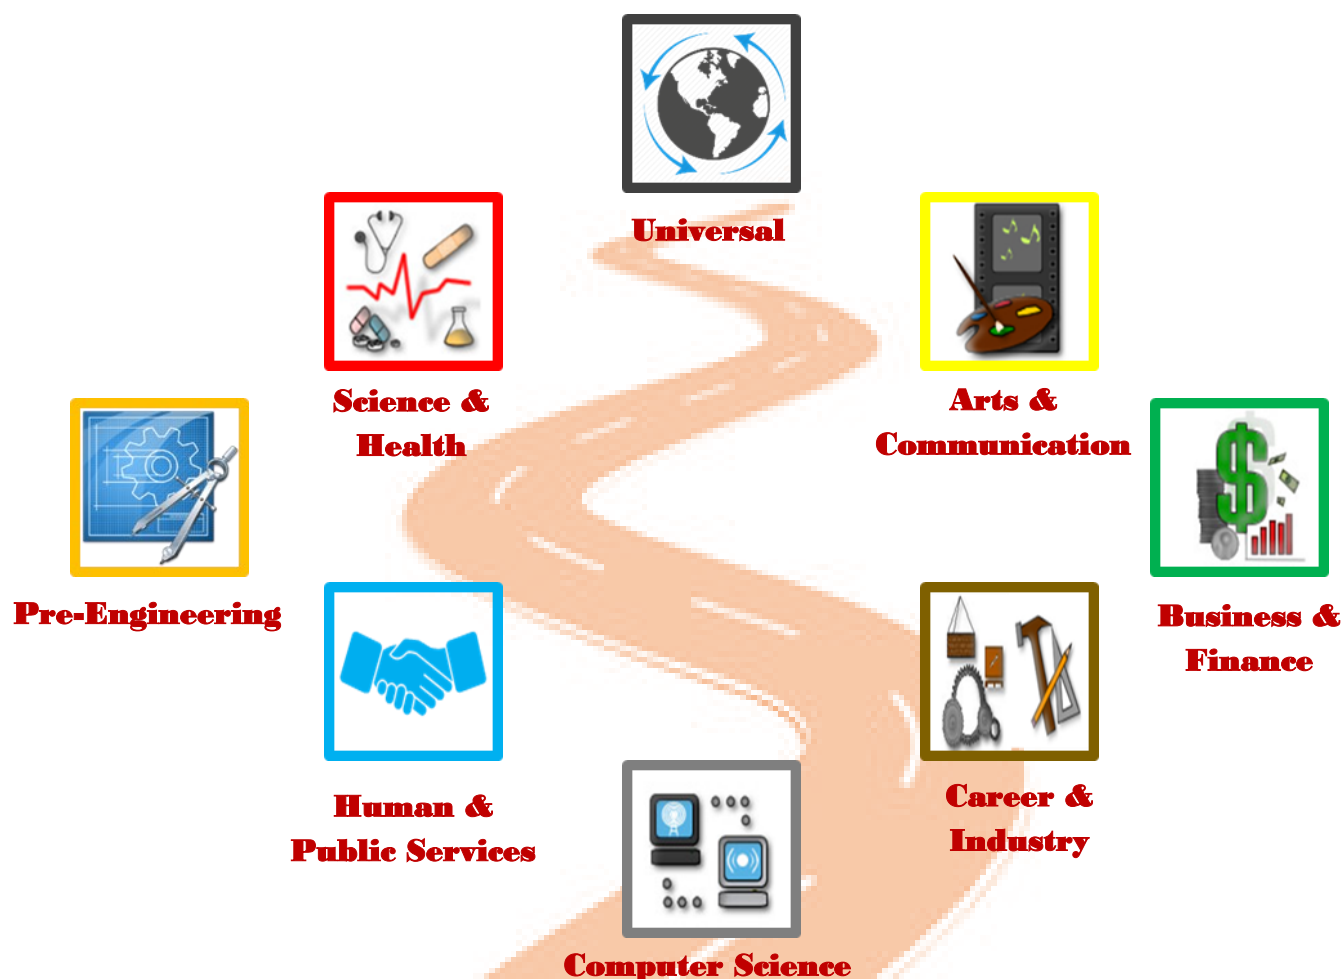 Universal
Science &
Health
Arts &
Communication
Pre-Engineering
Business &
Finance
Human &
Public Services
Career &
Industry
Computer Science